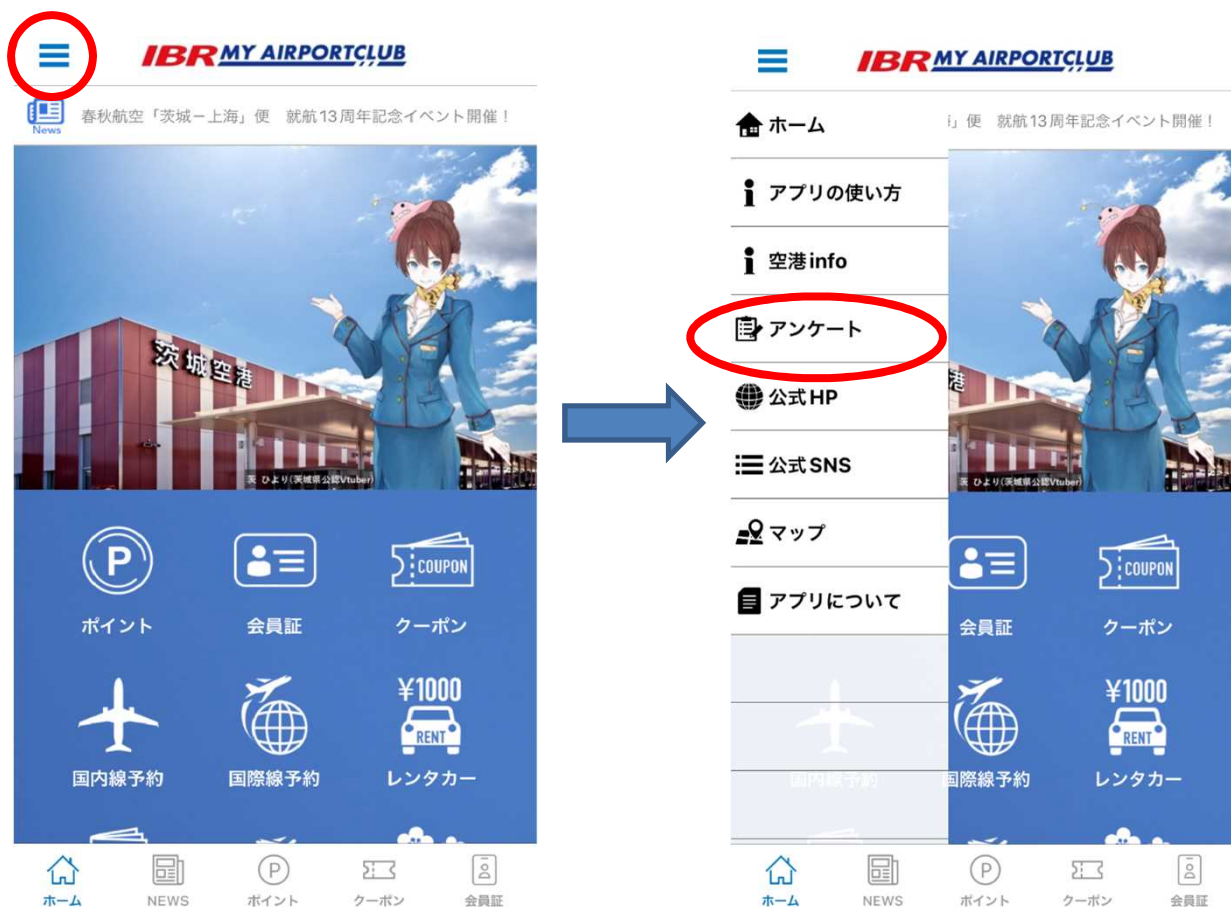 IBR MY AIRPORTCLUB
News
春秋航空「茨城－上海」便　就航13周年記念イベント開催！
茨城空港
茨 ひより(茨城県公認Vtuber)
P
COUPON
ポイント
会員証
クーポン
¥1000
RENT
国内線予約
国際線予約
レンタカー
P
ホーム
NEWS
ポイント
クーポン
会員証
IBR MY AIRPORTCLUB
」便　就航13周年記念イベント開催！
ホーム
アプリの使い方
空港info
アンケート
公式HP
公式SNS
マップ
アプリについて
港
茨 ひより(茨城県公認Vtuber)
COUPON
会員証
クーポン
¥1000
RENT
国内線予約
国際線予約
レンタカー
P
ホーム
NEWS
ポイント
クーポン
会員証